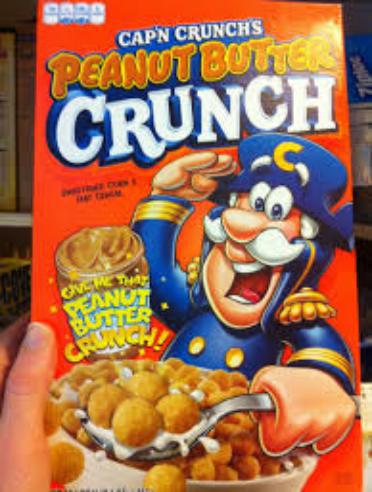 CAP'N CRUNCH'S
PEANUT BUTTER
CRUNCH
SWEETENED CORN &
OAT CEREAL
GIVE ME THAT
PEANUT
BUTTER
CRUNCH!
C